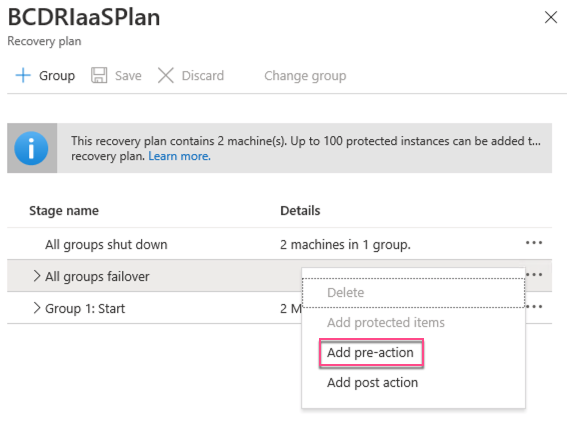 BCDRIaaSPlan
Recovery plan
Group Save Discard Change group
This recovery plan contains 2 machine(s). Up to 100 protected instances can be added t...
recovery plan. Learn more.
Stage name Details
All groups shut down 2 machines in 1 group.
All groups failover
Group 1: Start 2 M
Delete
Add protected items
Add pre-action
Add post action